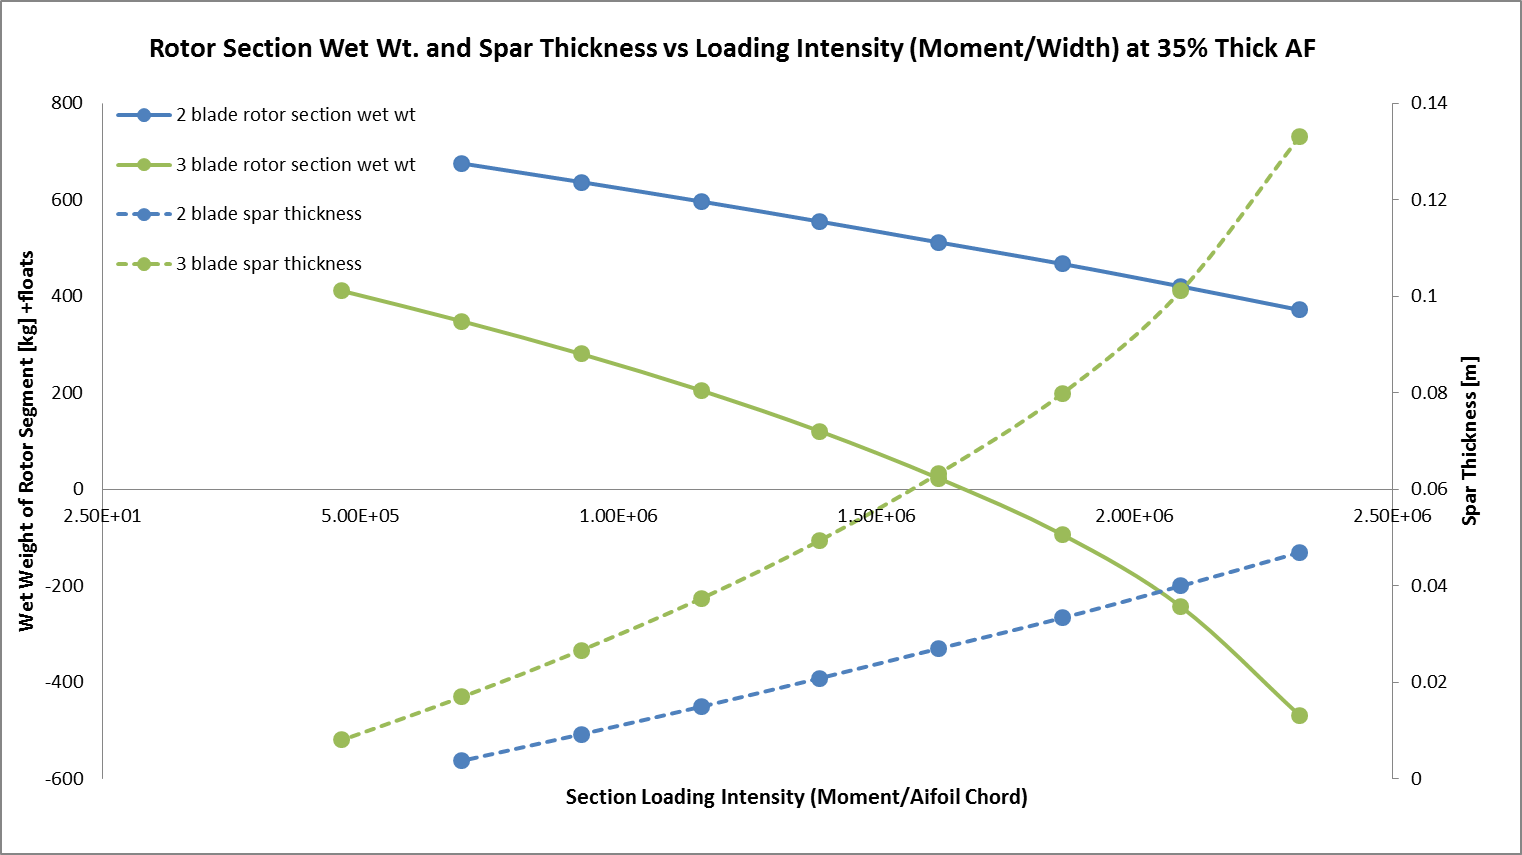 Rotor Section Wet Wt. and Spar Thickness vs Loading Intensity (Moment/Width) at 35% Thick AF
2 blade rotor section wet wt
3 blade rotor section wet wt
2 blade spar thickness
3 blade spar thickness
Wet Weight of Rotor Segment [kg] +floats
800
600
400
200
0
-200
-400
-600
2.50E+01
5.00E+05
1.00E+06
1.50E+06
2.00E+06
2.50E+06
0.14
0.12
0.1
0.08
0.06
0.04
0.02
0
Spar Thickness [m]
Section Loading Intensity (Moment/Aifoil Chord)